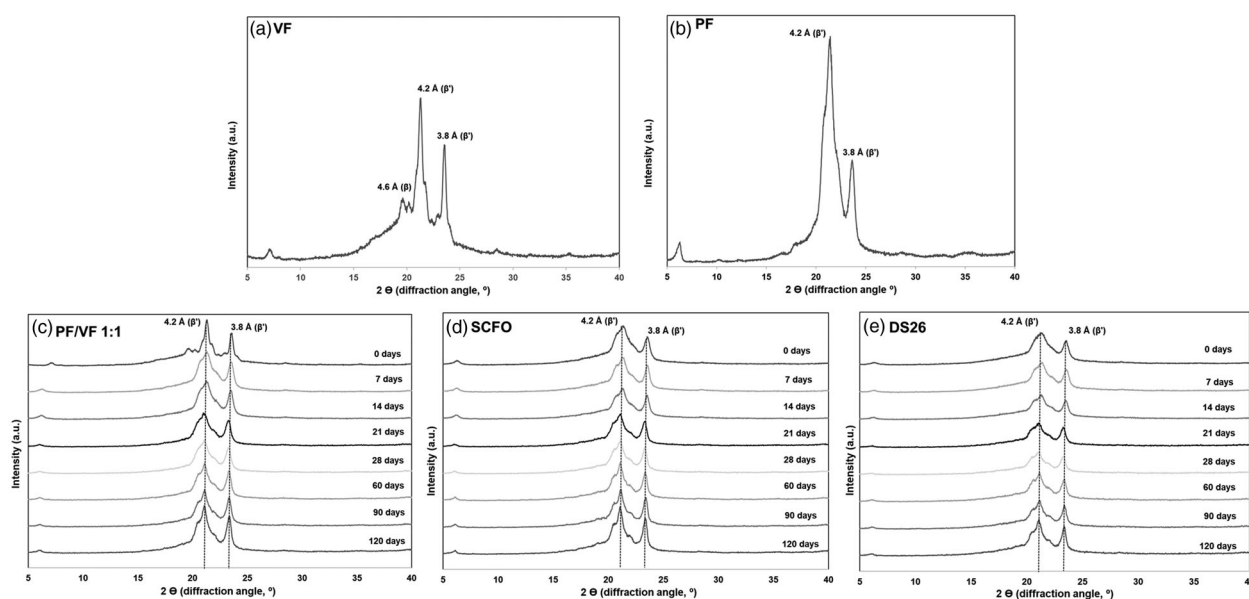 (a) VF
4.2 Å (β')
3.8 Å (β')
4.6 Å (β)
Intensity (a.u.)
5 10 15 20 25 30 35 40
2 Θ (diffraction angle, º)
(b) PF
4.2 Å (β')
3.8 Å (β')
Intensity (a.u.)
5 10 15 20 25 30 35 40
2 Θ (diffraction angle, º)
(c) PF/VF 1:1
4.2 Å (β')
3.8 Å (β')
0 days
7 days
14 days
21 days
28 days
60 days
90 days
120 days
Intensity (a.u.)
5 10 15 20 25 30 35 40
2 Θ (diffraction angle, º)
(d) SCFO
4.2 Å (β')
3.8 Å (β')
0 days
7 days
14 days
21 days
28 days
60 days
90 days
120 days
Intensity (a.u.)
5 10 15 20 25 30 35 40
2 Θ (diffraction angle, º)
(e) DS26
4.2 Å (β')
3.8 Å (β')
0 days
7 days
14 days
21 days
28 days
60 days
90 days
120 days
Intensity (a.u.)
5 10 15 20 25 30 35 40
2 Θ (diffraction angle, º)